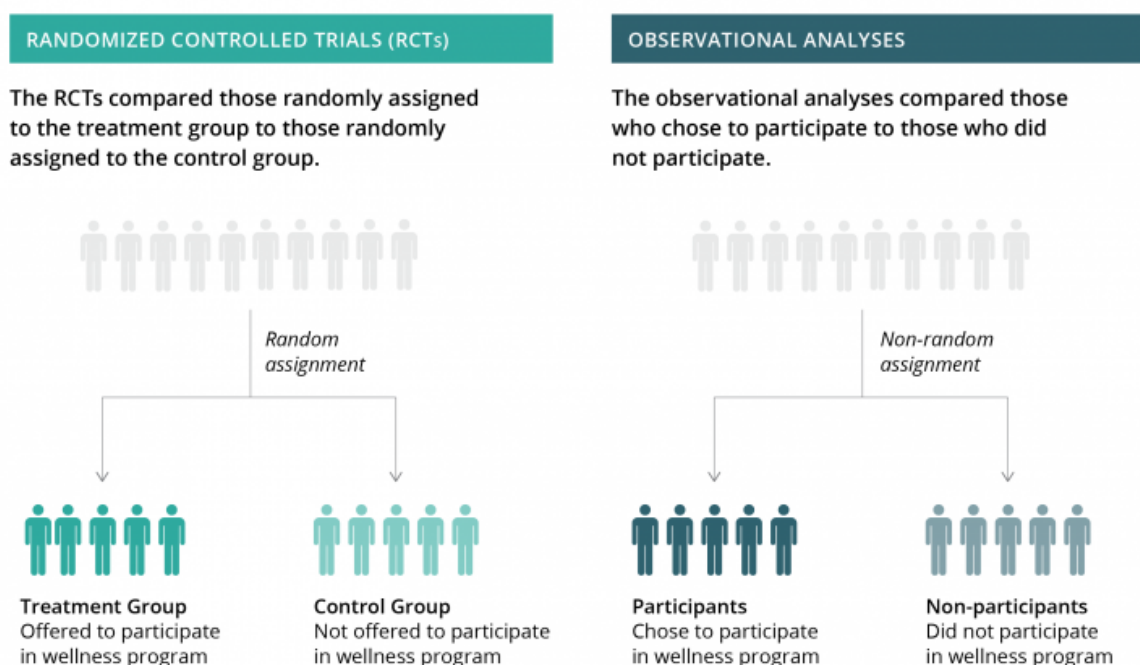 RANDOMIZED CONTROLLED TRIALS (RCTs)
The RCTs compared those randomly assigned
to the treatment group to those randomly
assigned to the control group.
Random
assignment
Treatment Group
Offered to participate
in wellness program
Control Group
Not offered to participate
in wellness program
OBSERVATIONAL ANALYSES
The observational analyses compared those
who chose to participate to those who did
not participate.
Non-random
assignment
Participants
Chose to participate
in wellness program
Non-participants
Did not participate
in wellness program